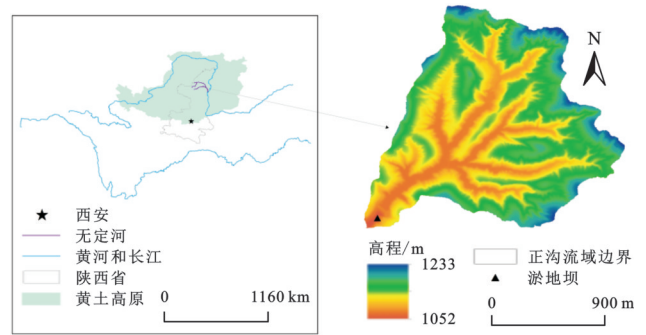 N
★ 西安
无定河
黄河和长江
陕西省
黄土高原
0 1160 km
高程/m
1233
1052
正沟流域边界
▲ 淤地坝
0 900 m